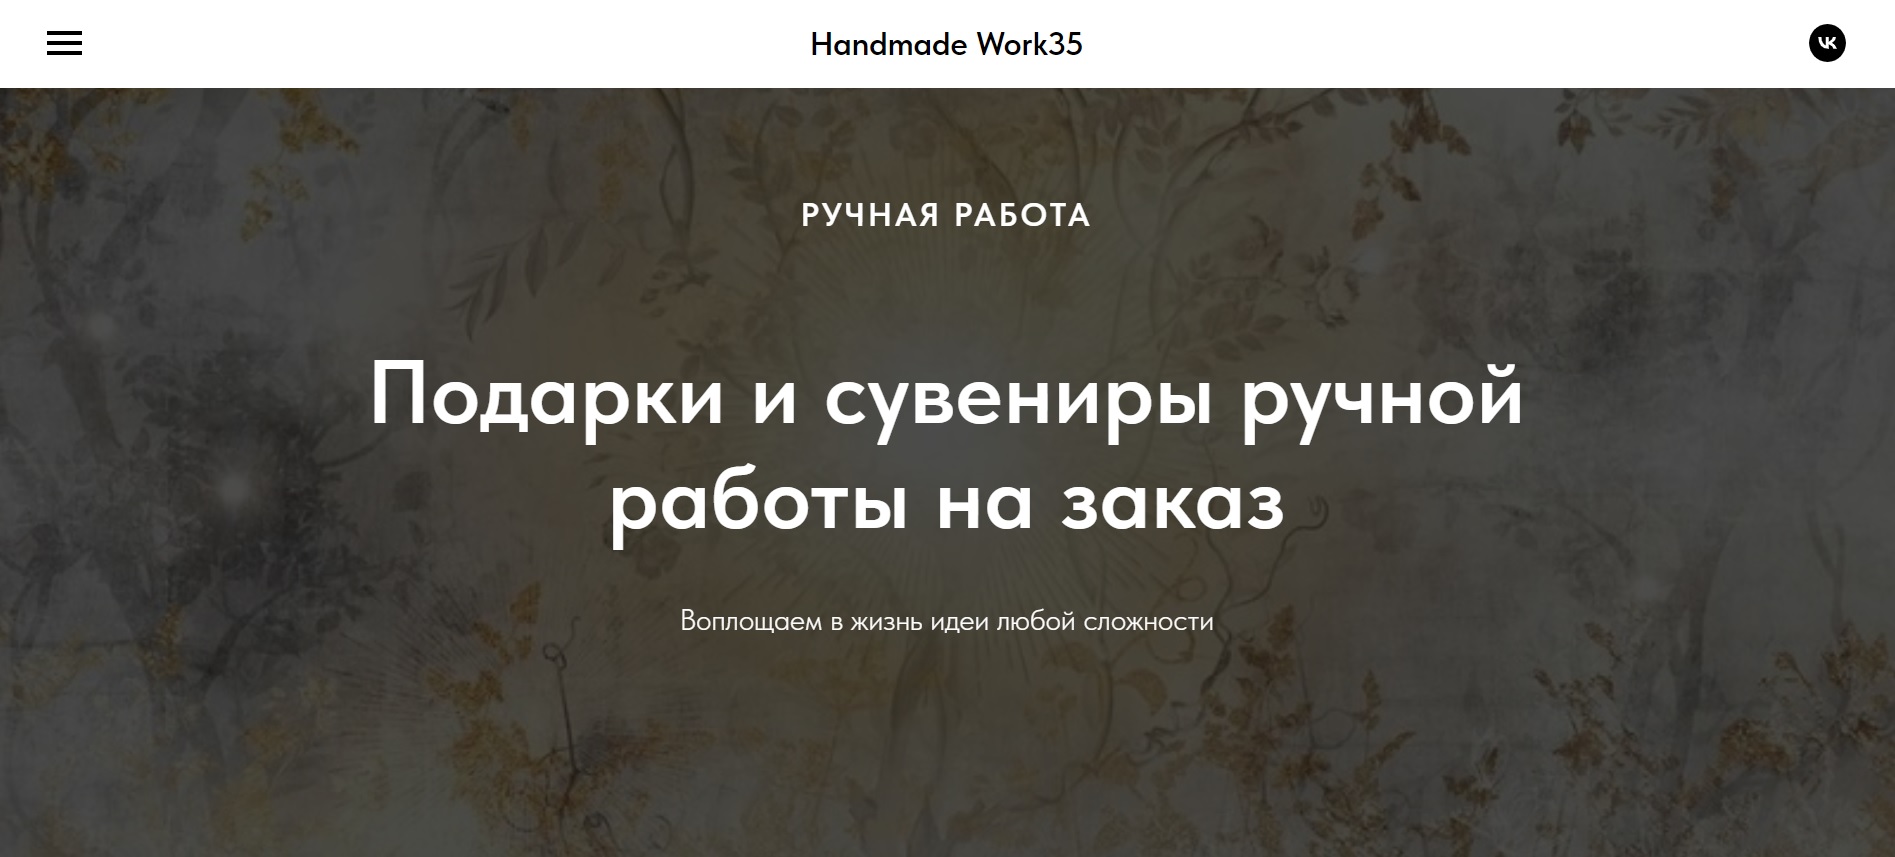 Handmade Work35
РУЧНАЯ РАБОТА
Подарки и сувениры ручной
работы на заказ
Воплощаем в жизнь идеи любой сложности